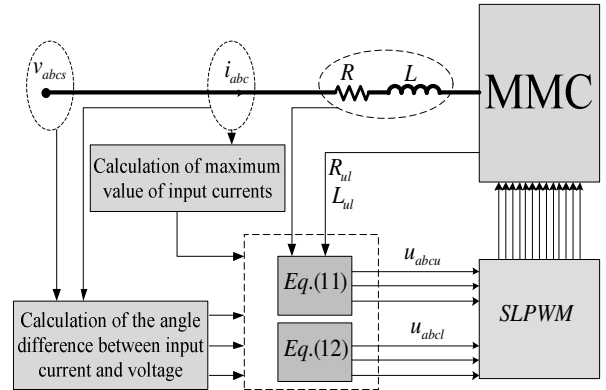 v_abcs
i_abc
R
L
MMC
Calculation of maximum
value of input currents
R_ul
L_ul
Eq.(11)
u_abcu
SLPWM
Calculation of the angle
difference between input
current and voltage
Eq.(12)
u_abcl